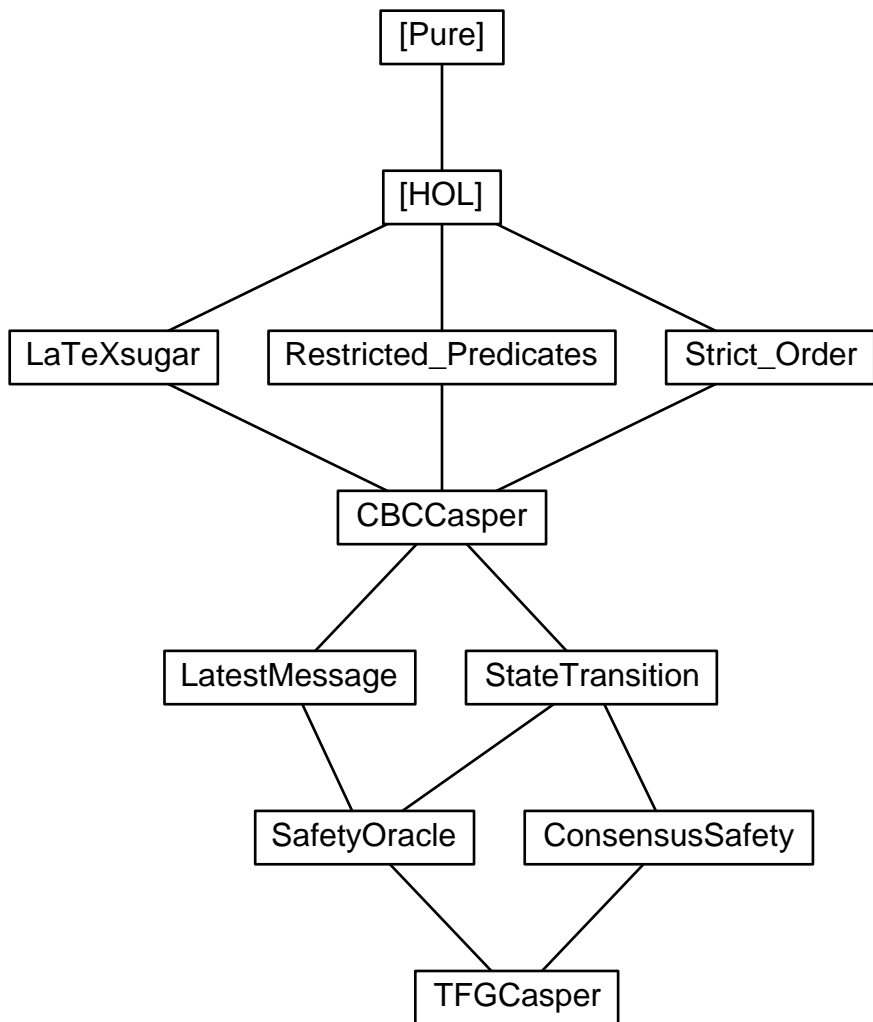 [Pure]
[HOL]
LaTeXsugar
Restricted_Predicates
Strict_Order
CBCCasper
LatestMessage
StateTransition
SafetyOracle
ConsensusSafety
TFGCasper